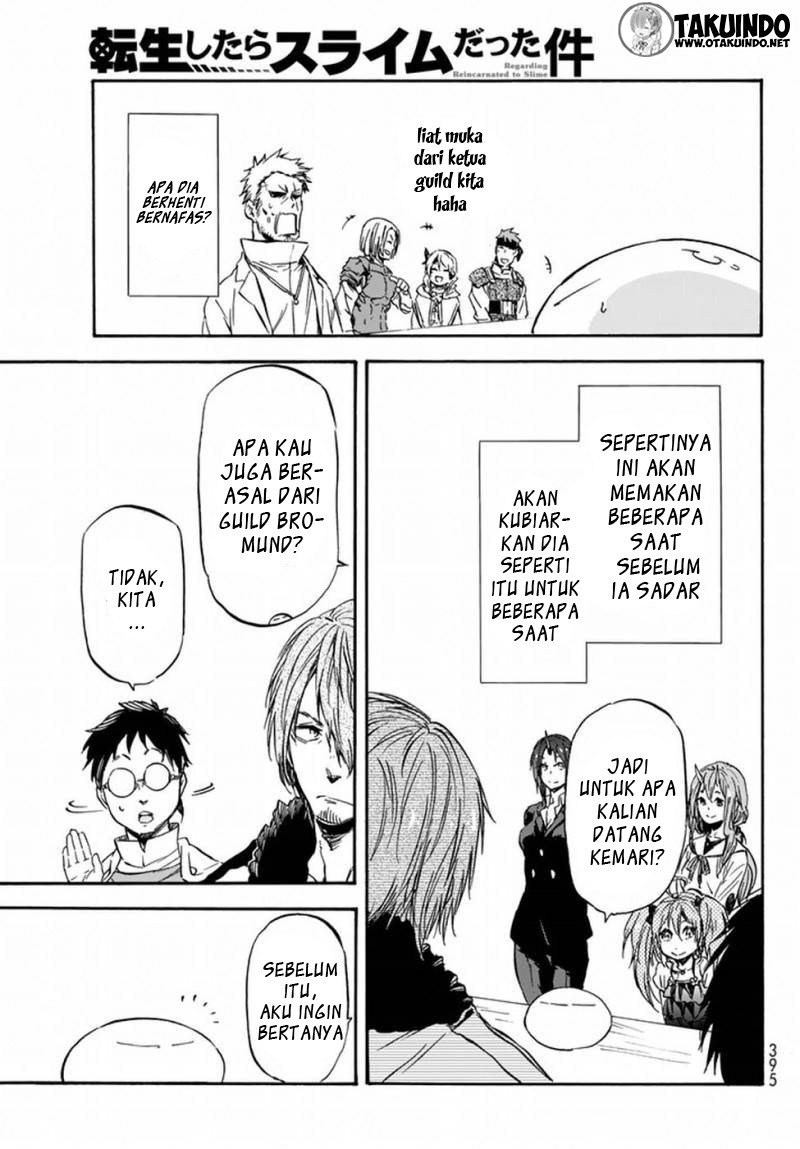 転生したらスライムだった件
Regarding
Reincarnated to Slime
OTAKUINDO
WWW.OTAKUINDO.NET
liat muka
dari ketua
guild kita
haha
APA DIA
BERHENTI
BERNAFAS?
SEPERTINYA
INI AKAN
MEMAKAN
BEBERAPA
SAAT
SEBELUM
IA SADAR
AKAN
KUBIAR-
KAN DIA
SEPERTI
ITU UNTUK
BEBERAPA
SAAT
JADI
UNTUK APA
KALIAN
DATANG
KEMARI?
APA KAU
JUGA BER-
ASAL DARI
GUILD BRO-
MUND?
TIDAK,
KITA
...
SEBELUM
ITU,
AKU INGIN
BERTANYA
395